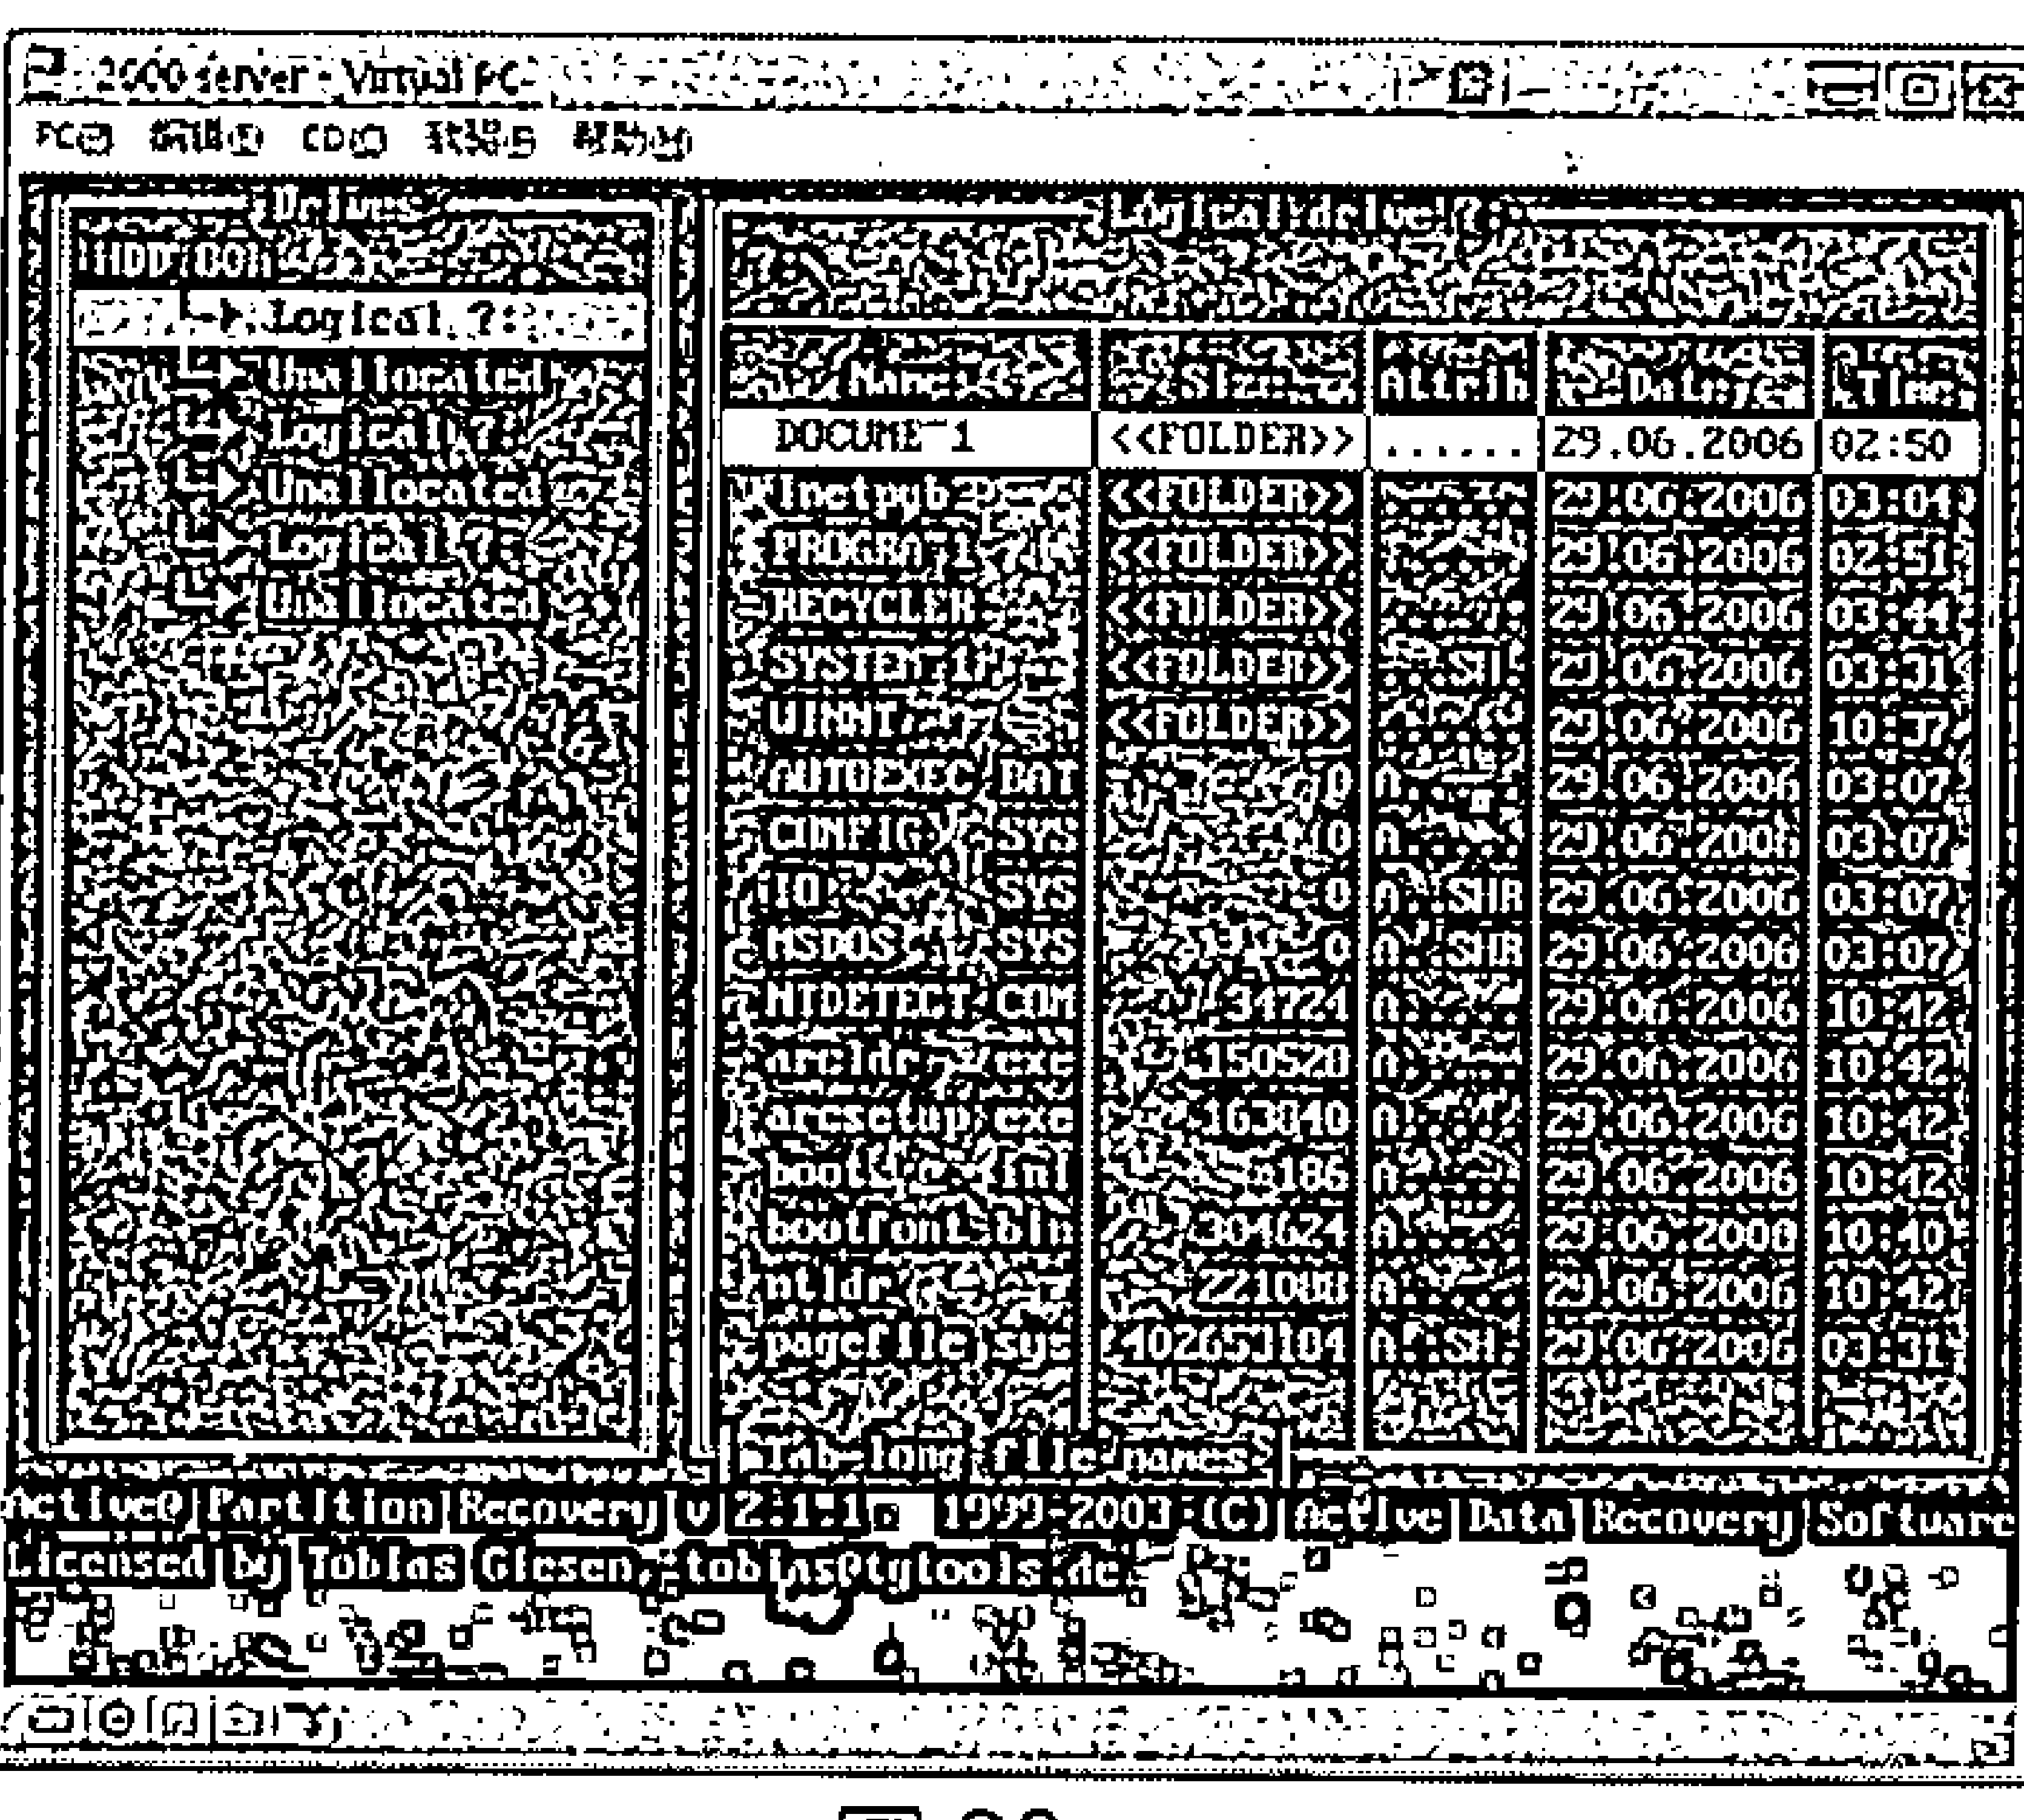 2000 server - Virtual PC
PC CD
Drives
HDD 80h
Logical ?:
Unallocated
Logical ?:
Unallocated
Logical ?:
Unallocated
Logical drive ?:
Name Size Attrib Date Time
DOCUME~1 <<FOLDER>> ...... 29.06.2006 02:50
Inetpub <<FOLDER>> 29.06.2006 03:04
PROGRA~1 <<FOLDER>> 29.06.2006 02:51
RECYCLER <<FOLDER>> 29.06.2006 03:44
SYSTEM~1 <<FOLDER>> ...SH. 29.06.2006 03:31
WINNT <<FOLDER>> 29.06.2006 10:37
AUTOEXEC BAT 0 A..... 29.06.2006 03:07
CONFIG SYS 0 A..... 29.06.2006 03:07
IO SYS 0 A..SHR 29.06.2006 03:07
MSDOS SYS 0 A..SHR 29.06.2006 03:07
NTDETECT COM 34724 A..... 29.06.2006 10:42
arcldr exe 150528 A..... 29.06.2006 10:42
arcsetup exe 163840 A..... 29.06.2006 10:42
boot ini 186 A..... 29.06.2006 10:42
bootfont bin 304624 A..... 29.06.2000 10:40
ntldr A..... 29.06.2006 10:42
pagefile sys 402653184 A..SH. 29.06.2006 03:31
Tab-long file names
Active@ Partition Recovery v 2.1.1 1999-2003 (C) Active Data Recovery Software
Licensed by Tobias Giesen, tobias@tgtools.de